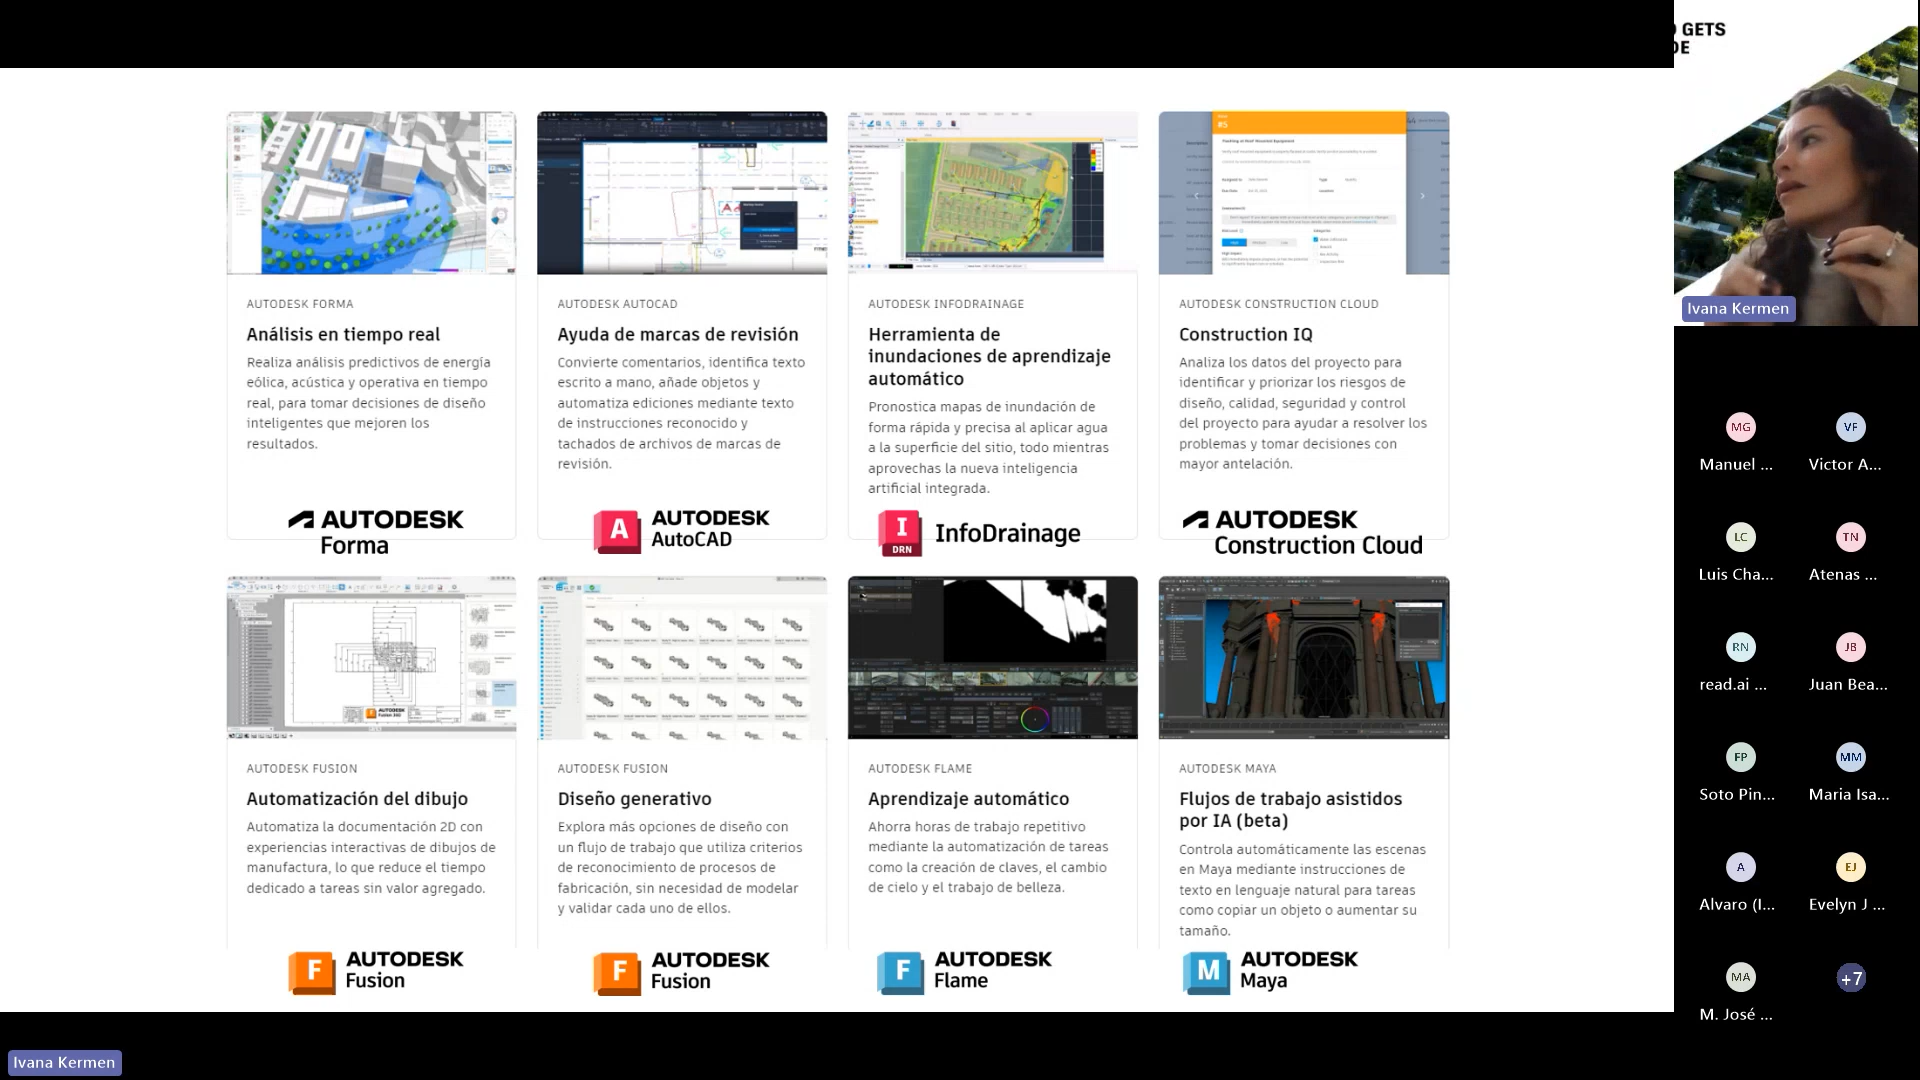 GETS
DE
AUTODESK FORMA
Análisis en tiempo real
Realiza análisis predictivos de energía
eólica, acústica y operativa en tiempo
real, para tomar decisiones de diseño
inteligentes que mejoren los
resultados.
AUTODESK
Forma
AUTODESK AUTOCAD
Ayuda de marcas de revisión
Convierte comentarios, identifica texto
escrito a mano, añade objetos y
automatiza ediciones mediante texto
de instrucciones reconocido y
tachados de archivos de marcas de
revisión.
A
AUTODESK
AutoCAD
AUTODESK INFODRAINAGE
Herramienta de
inundaciones de aprendizaje
automático
Pronostica mapas de inundación de
forma rápida y precisa al aplicar agua
a la superficie del sitio, todo mientras
aprovechas la nueva inteligencia
artificial integrada.
I
DRN
InfoDrainage
#5
AUTODESK CONSTRUCTION CLOUD
Construction IQ
Analiza los datos del proyecto para
identificar y priorizar los riesgos de
diseño, calidad, seguridad y control
del proyecto para ayudar a resolver los
problemas y tomar decisiones con
mayor antelación.
AUTODESK
Construction Cloud
AUTODESK FUSION
Automatización del dibujo
Automatiza la documentación 2D con
experiencias interactivas de dibujos de
manufactura, lo que reduce el tiempo
dedicado a tareas sin valor agregado.
F
AUTODESK
Fusion
AUTODESK FUSION
Diseño generativo
Explora más opciones de diseño con
un flujo de trabajo que utiliza criterios
de reconocimiento de procesos de
fabricación, sin necesidad de modelar
y validar cada uno de ellos.
F
AUTODESK
Fusion
AUTODESK FLAME
Aprendizaje automático
Ahorra horas de trabajo repetitivo
mediante la automatización de tareas
como la creación de claves, el cambio
de cielo y el trabajo de belleza.
F
AUTODESK
Flame
AUTODESK MAYA
Flujos de trabajo asistidos
por IA (beta)
Controla automáticamente las escenas
en Maya mediante instrucciones de
texto en lenguaje natural para tareas
como copiar un objeto o aumentar su
tamaño.
M
AUTODESK
Maya
Ivana Kermen
MG
Manuel ...
VF
Victor A...
LC
Luis Cha...
TN
Atenas ...
RN
read.ai ...
JB
Juan Bea...
FP
Soto Pin...
MM
Maria Isa...
A
Alvaro (I...
EJ
Evelyn J ...
MA
M. José ...
+7
Ivana Kermen